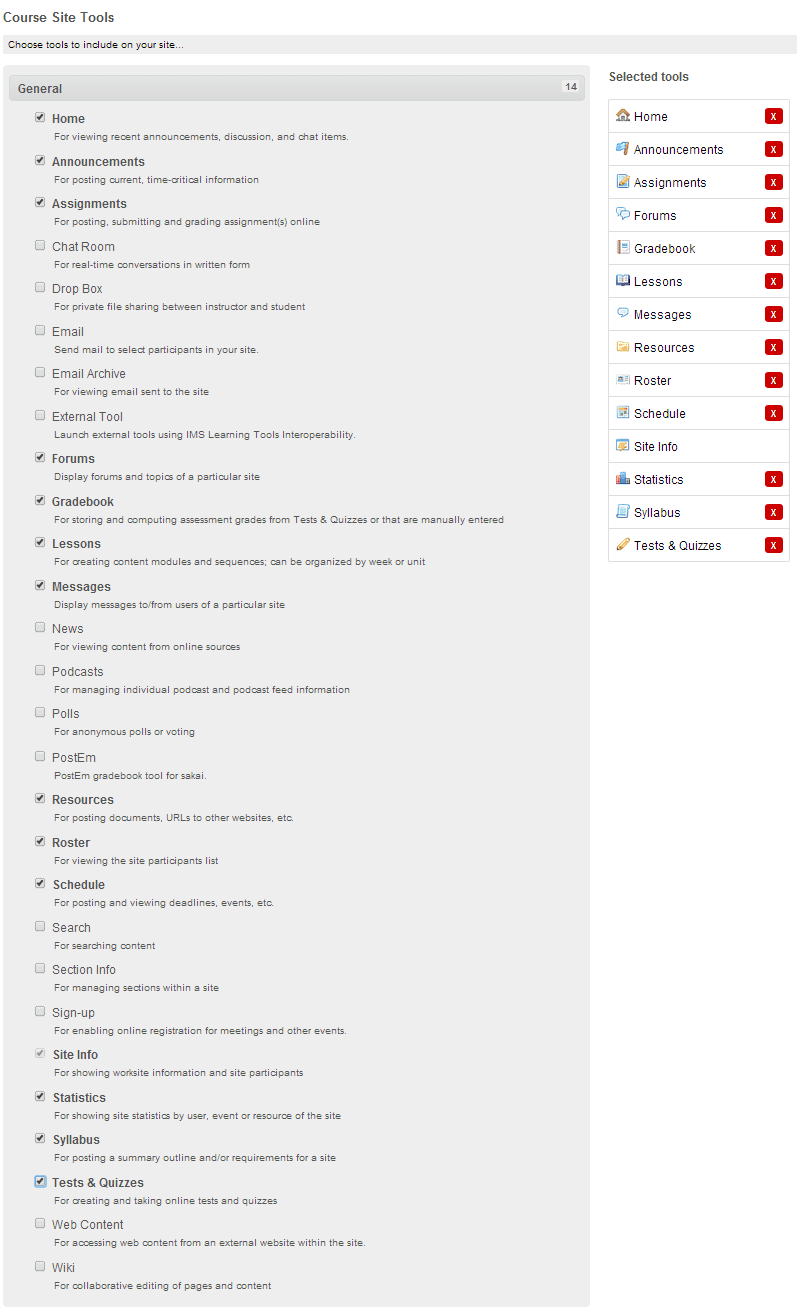 Course Site Tools
Choose tools to include on your site...
General 14
Home
For viewing recent announcements, discussion, and chat items.
Announcements
For posting current, time-critical information
Assignments
For posting, submitting and grading assignment(s) online
Chat Room
For real-time conversations in written form
Drop Box
For private file sharing between instructor and student
Email
Send mail to select participants in your site.
Email Archive
For viewing email sent to the site
External Tool
Launch external tools using IMS Learning Tools Interoperability.
Forums
Display forums and topics of a particular site
Gradebook
For storing and computing assessment grades from Tests & Quizzes or that are manually entered
Lessons
For creating content modules and sequences; can be organized by week or unit
Messages
Display messages to/from users of a particular site
News
For viewing content from online sources
Podcasts
For managing individual podcast and podcast feed information
Polls
For anonymous polls or voting
PostEm
PostEm gradebook tool for sakai.
Resources
For posting documents, URLs to other websites, etc.
Roster
For viewing the site participants list
Schedule
For posting and viewing deadlines, events, etc.
Search
For searching content
Section Info
For managing sections within a site
Sign-up
For enabling online registration for meetings and other events.
Site Info
For showing worksite information and site participants
Statistics
For showing site statistics by user, event or resource of the site
Syllabus
For posting a summary outline and/or requirements for a site
Tests & Quizzes
For creating and taking online tests and quizzes
Web Content
For accessing web content from an external website within the site.
Wiki
For collaborative editing of pages and content
Selected tools
Home x
Announcements x
Assignments x
Forums x
Gradebook x
Lessons x
Messages x
Resources x
Roster x
Schedule x
Site Info
Statistics x
Syllabus x
Tests & Quizzes x